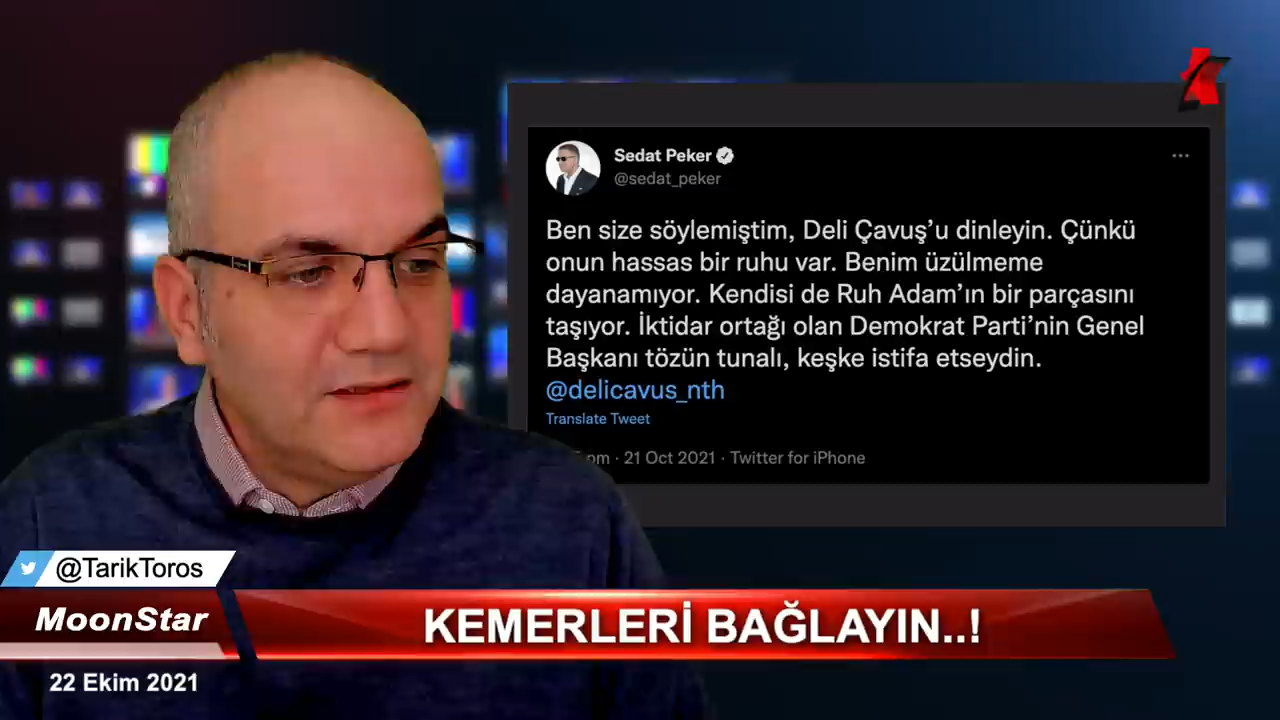 Sedat Peker
@sedat_peker
Ben size söylemiştim, Deli Çavuş’u dinleyin. Çünkü
onun hassas bir ruhu var. Benim üzülmeme
dayanamıyor. Kendisi de Ruh Adam’ın bir parçasını
taşıyor. İktidar ortağı olan Demokrat Parti’nin Genel
Başkanı tözün tunalı, keşke istifa etseydin.
@delicavus_nth
Translate Tweet
pm · 21 Oct 2021 · Twitter for iPhone
@TarikToros
MoonStar
KEMERLERİ BAĞLAYIN..!
22 Ekim 2021